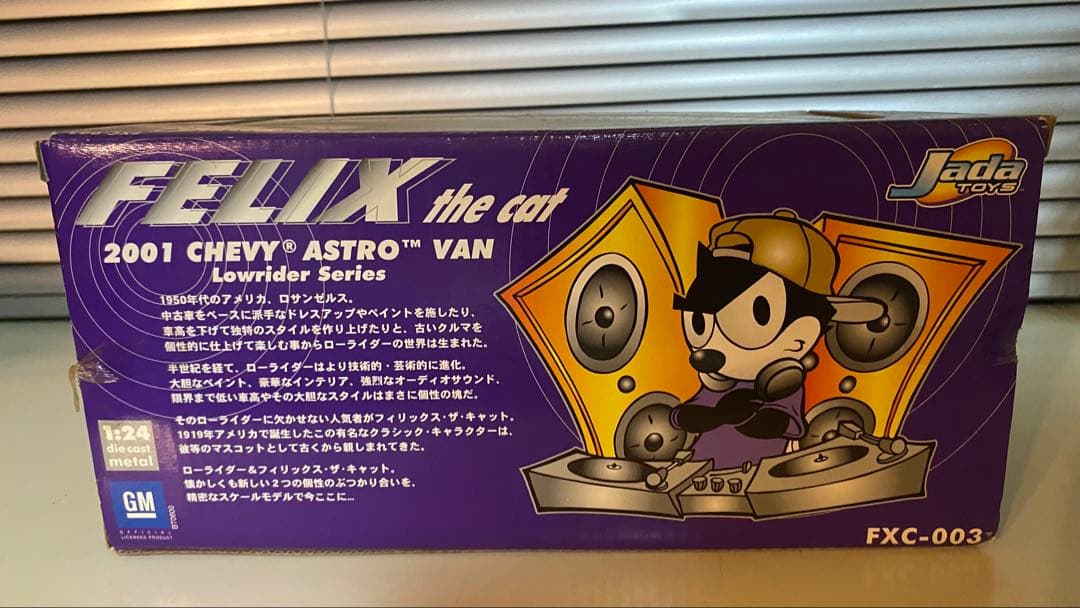 FELIX the cat
Jada
TOYS™
2001 CHEVY® ASTRO™ VAN
Lowrider Series
1950年代のアメリカ、ロサンゼルス。
中古車をベースに派手なドレスアップやペイントを施したり、
車高を下げて独特のスタイルを作り上げたりと、古いクルマを
個性的に仕上げて楽しむ事からローライダーの世界は生まれた。
半世紀を経て、ローライダーはより技術的・芸術的に進化。
大胆なペイント、豪華なインテリア、強烈なオーディオサウンド、
限界まで低い車高やその大胆なスタイルはまさに個性の塊だ。
そのローライダーに欠かせない人気者がフィリックス・ザ・キャット。
1919年アメリカで誕生したこの有名なクラシック・キャラクターは、
彼等のマスコットとして古くから親しまれてきた。
ローライダー&フィリックス・ザ・キャット。
懐かしくも新しい2つの個性のぶつかり合いを、
精密なスケールモデルで今ここに…
1:24
die cast
metal
GM
OFFICIAL
LICENSED PRODUCT
BT0600
FXC-003™